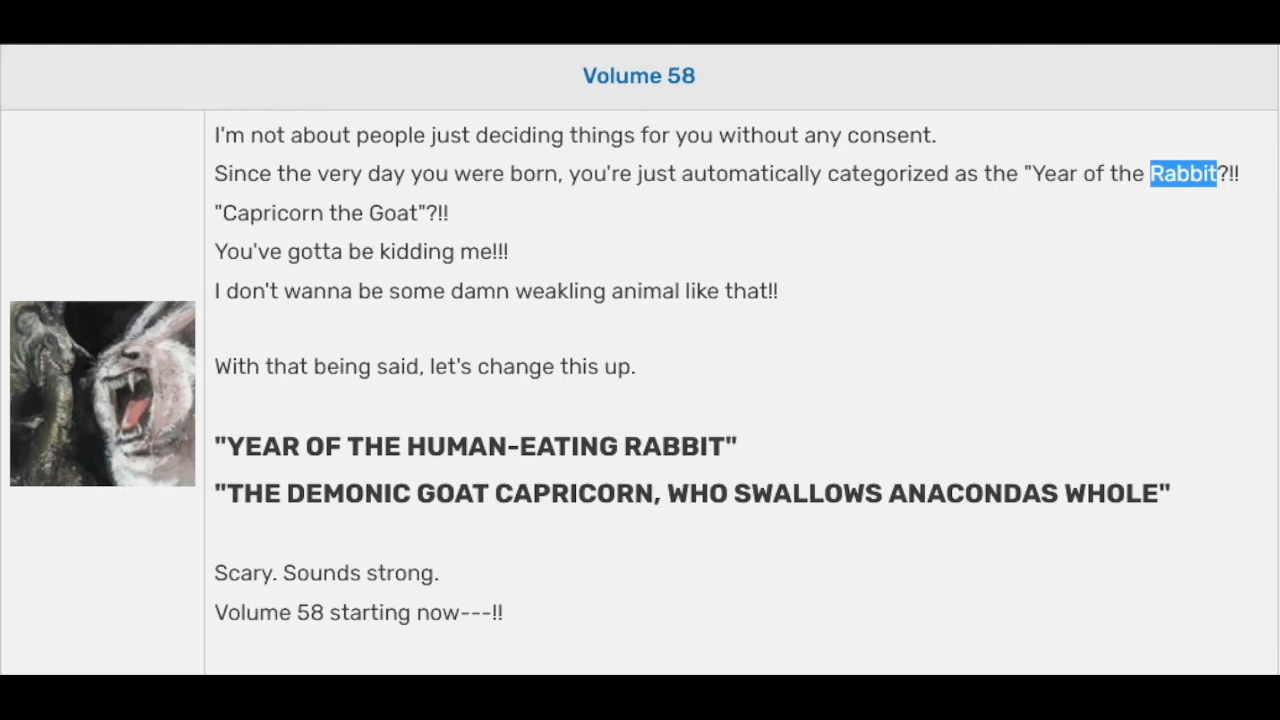 Volume 58
I'm not about people just deciding things for you without any consent.
Since the very day you were born, you're just automatically categorized as the "Year of the Rabbit?!!
"Capricorn the Goat"?!!
You've gotta be kidding me!!!
I don't wanna be some damn weakling animal like that!!
With that being said, let's change this up.
"YEAR OF THE HUMAN-EATING RABBIT"
"THE DEMONIC GOAT CAPRICORN, WHO SWALLOWS ANACONDAS WHOLE"
Scary. Sounds strong.
Volume 58 starting now---!!